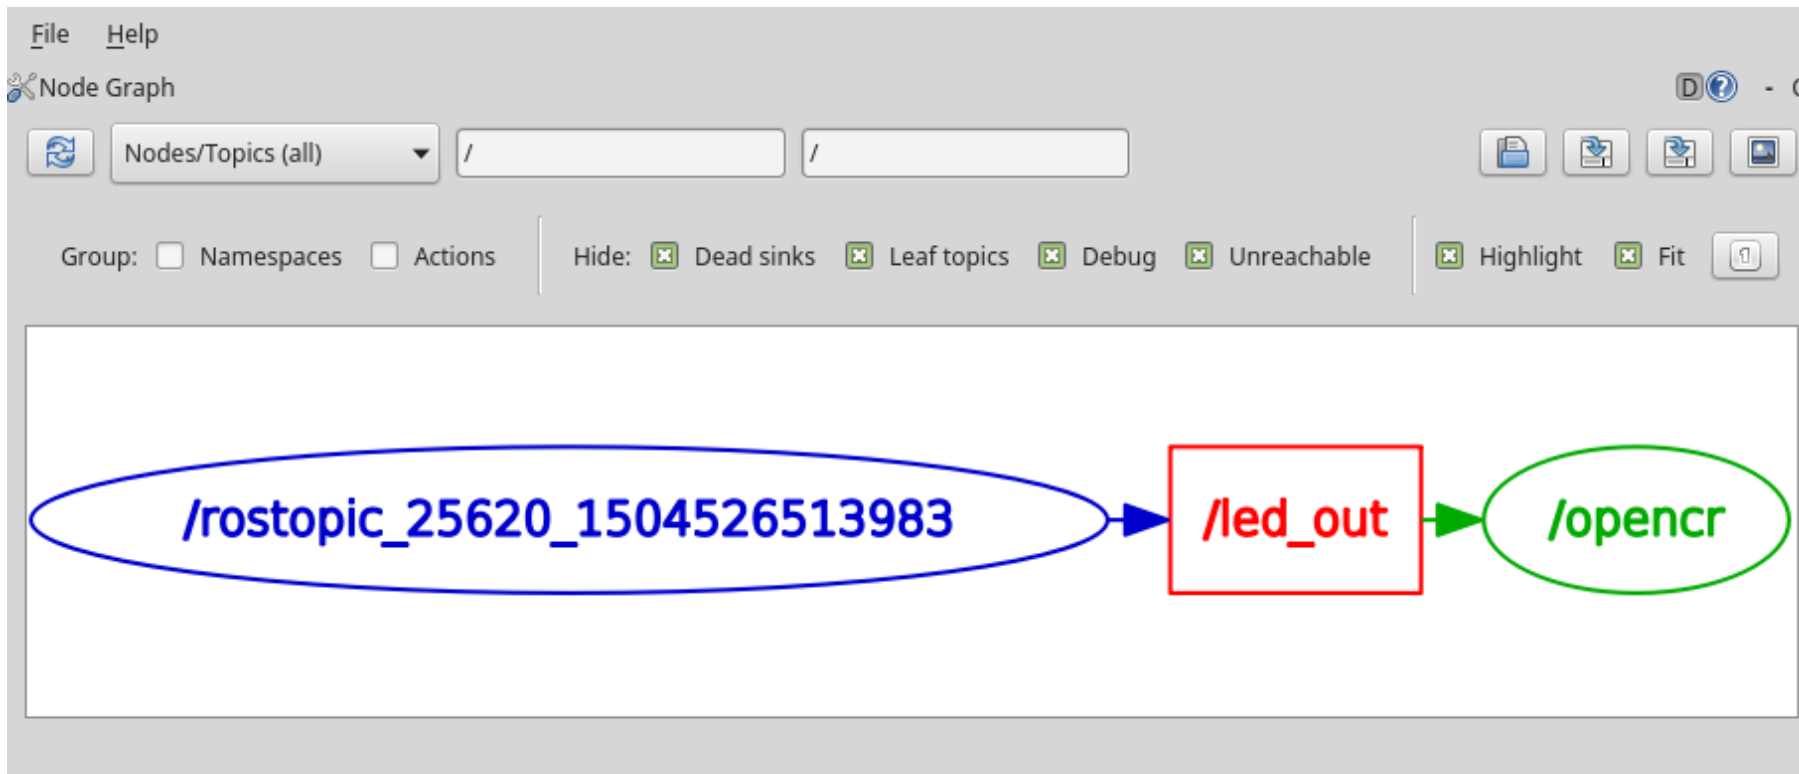 File Help
Node Graph D ? -
Nodes/Topics (all) / /
Group: Namespaces Actions Hide: Dead sinks Leaf topics Debug Unreachable Highlight Fit
/rostopic_25620_1504526513983 /led_out /opencr